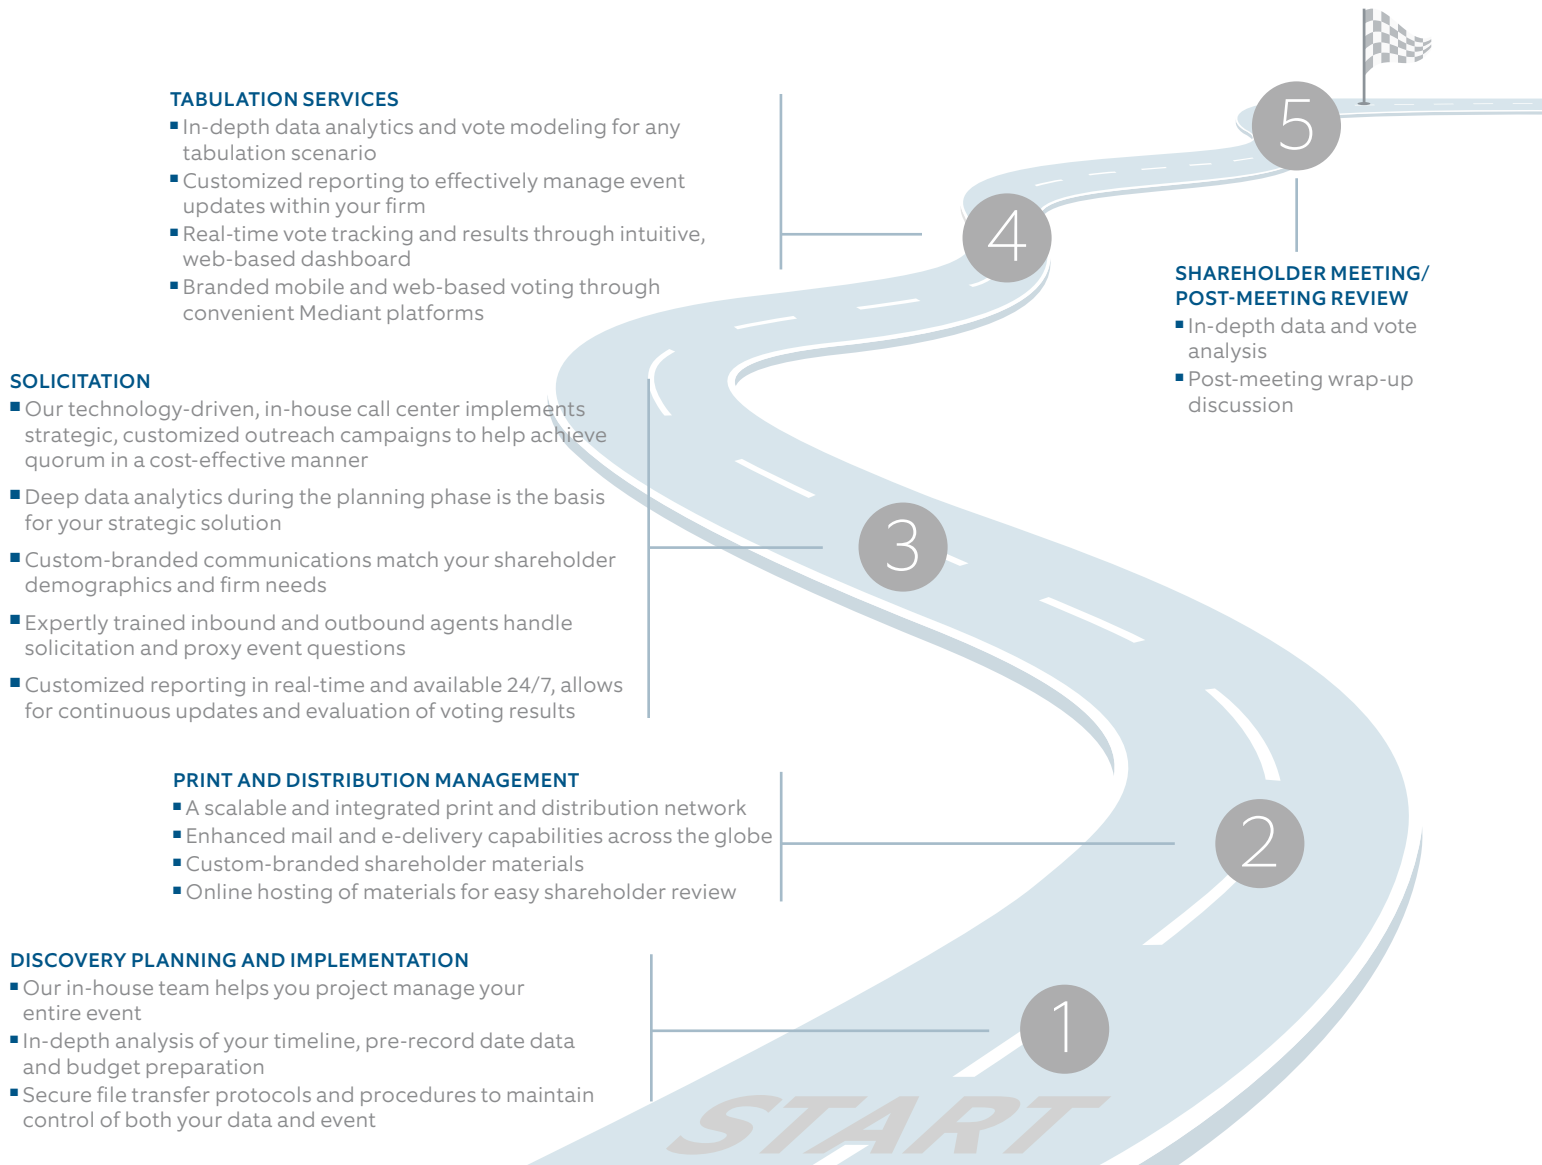 TABULATION SERVICES
■ In-depth data analytics and vote modeling for any
tabulation scenario
■ Customized reporting to effectively manage event
updates within your firm
■ Real-time vote tracking and results through intuitive,
web-based dashboard
■ Branded mobile and web-based voting through
convenient Mediant platforms
5
4
SHAREHOLDER MEETING/
POST-MEETING REVIEW
■ In-depth data and vote
analysis
■ Post-meeting wrap-up
discussion
SOLICITATION
■ Our technology-driven, in-house call center implements
strategic, customized outreach campaigns to help achieve
quorum in a cost-effective manner
■ Deep data analytics during the planning phase is the basis
for your strategic solution
■ Custom-branded communications match your shareholder
demographics and firm needs
■ Expertly trained inbound and outbound agents handle
solicitation and proxy event questions
■ Customized reporting in real-time and available 24/7, allows
for continuous updates and evaluation of voting results
3
PRINT AND DISTRIBUTION MANAGEMENT
■ A scalable and integrated print and distribution network
■ Enhanced mail and e-delivery capabilities across the globe
■ Custom-branded shareholder materials
■ Online hosting of materials for easy shareholder review
2
DISCOVERY PLANNING AND IMPLEMENTATION
■ Our in-house team helps you project manage your
entire event
■ In-depth analysis of your timeline, pre-record date data
and budget preparation
■ Secure file transfer protocols and procedures to maintain
control of both your data and event
1
START